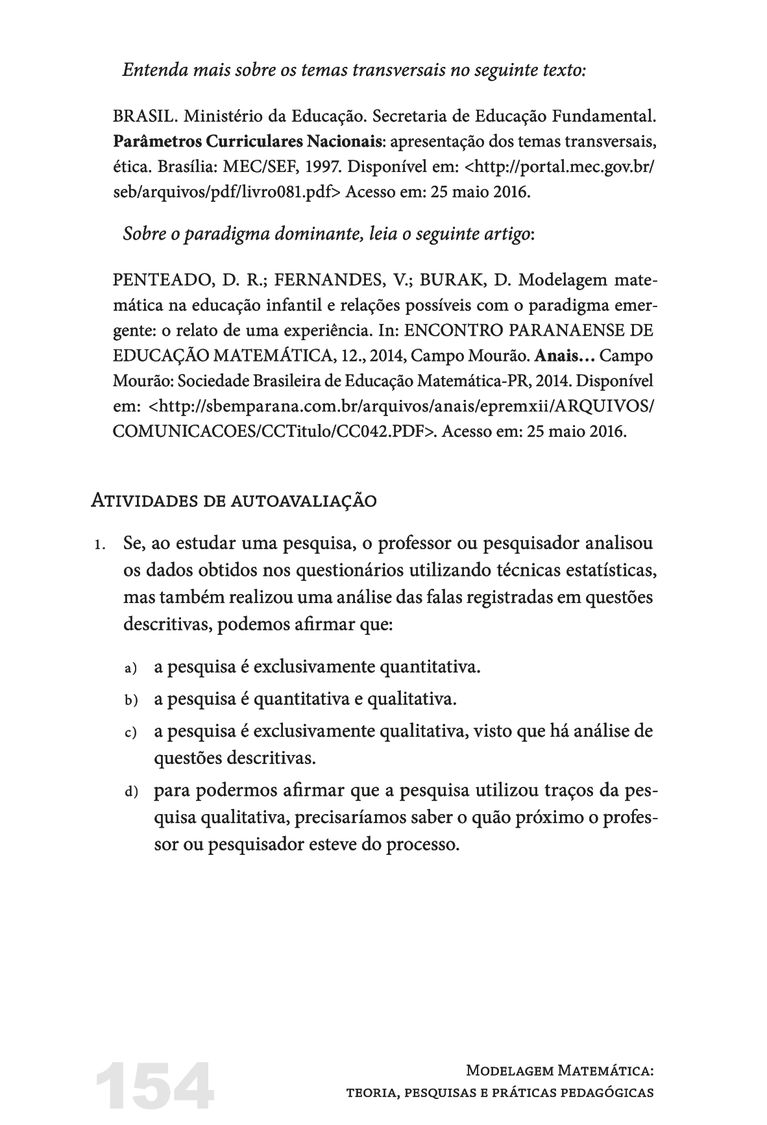 Entenda mais sobre os temas transversais no seguinte texto:
BRASIL. Ministério da Educação. Secretaria de Educação Fundamental.
Parâmetros Curriculares Nacionais: apresentação dos temas transversais,
ética. Brasília: MEC/SEF, 1997. Disponível em: <http://portal.mec.gov.br/
seb/arquivos/pdf/livro081.pdf> Acesso em: 25 maio 2016.
Sobre o paradigma dominante, leia o seguinte artigo:
PENTEADO, D. R.; FERNANDES, V.; BURAK, D. Modelagem mate-
mática na educação infantil e relações possíveis com o paradigma emer-
gente: o relato de uma experiência. In: ENCONTRO PARANAENSE DE
EDUCAÇÃO MATEMÁTICA, 12., 2014, Campo Mourão. Anais... Campo
Mourão: Sociedade Brasileira de Educação Matemática-PR, 2014. Disponível
em: <http://sbemparana.com.br/arquivos/anais/epremxii/ARQUIVOS/
COMUNICACOES/CCTitulo/CC042.PDF>. Acesso em: 25 maio 2016.
Atividades de autoavaliação
1. Se, ao estudar uma pesquisa, o professor ou pesquisador analisou
os dados obtidos nos questionários utilizando técnicas estatísticas,
mas também realizou uma análise das falas registradas em questões
descritivas, podemos afirmar que:
a) a pesquisa é exclusivamente quantitativa.
b) a pesquisa é quantitativa e qualitativa.
c) a pesquisa é exclusivamente qualitativa, visto que há análise de
questões descritivas.
d) para podermos afirmar que a pesquisa utilizou traços da pes-
quisa qualitativa, precisaríamos saber o quão próximo o profes-
sor ou pesquisador esteve do processo.
154
Modelagem Matemática:
teoria, pesquisas e práticas pedagógicas